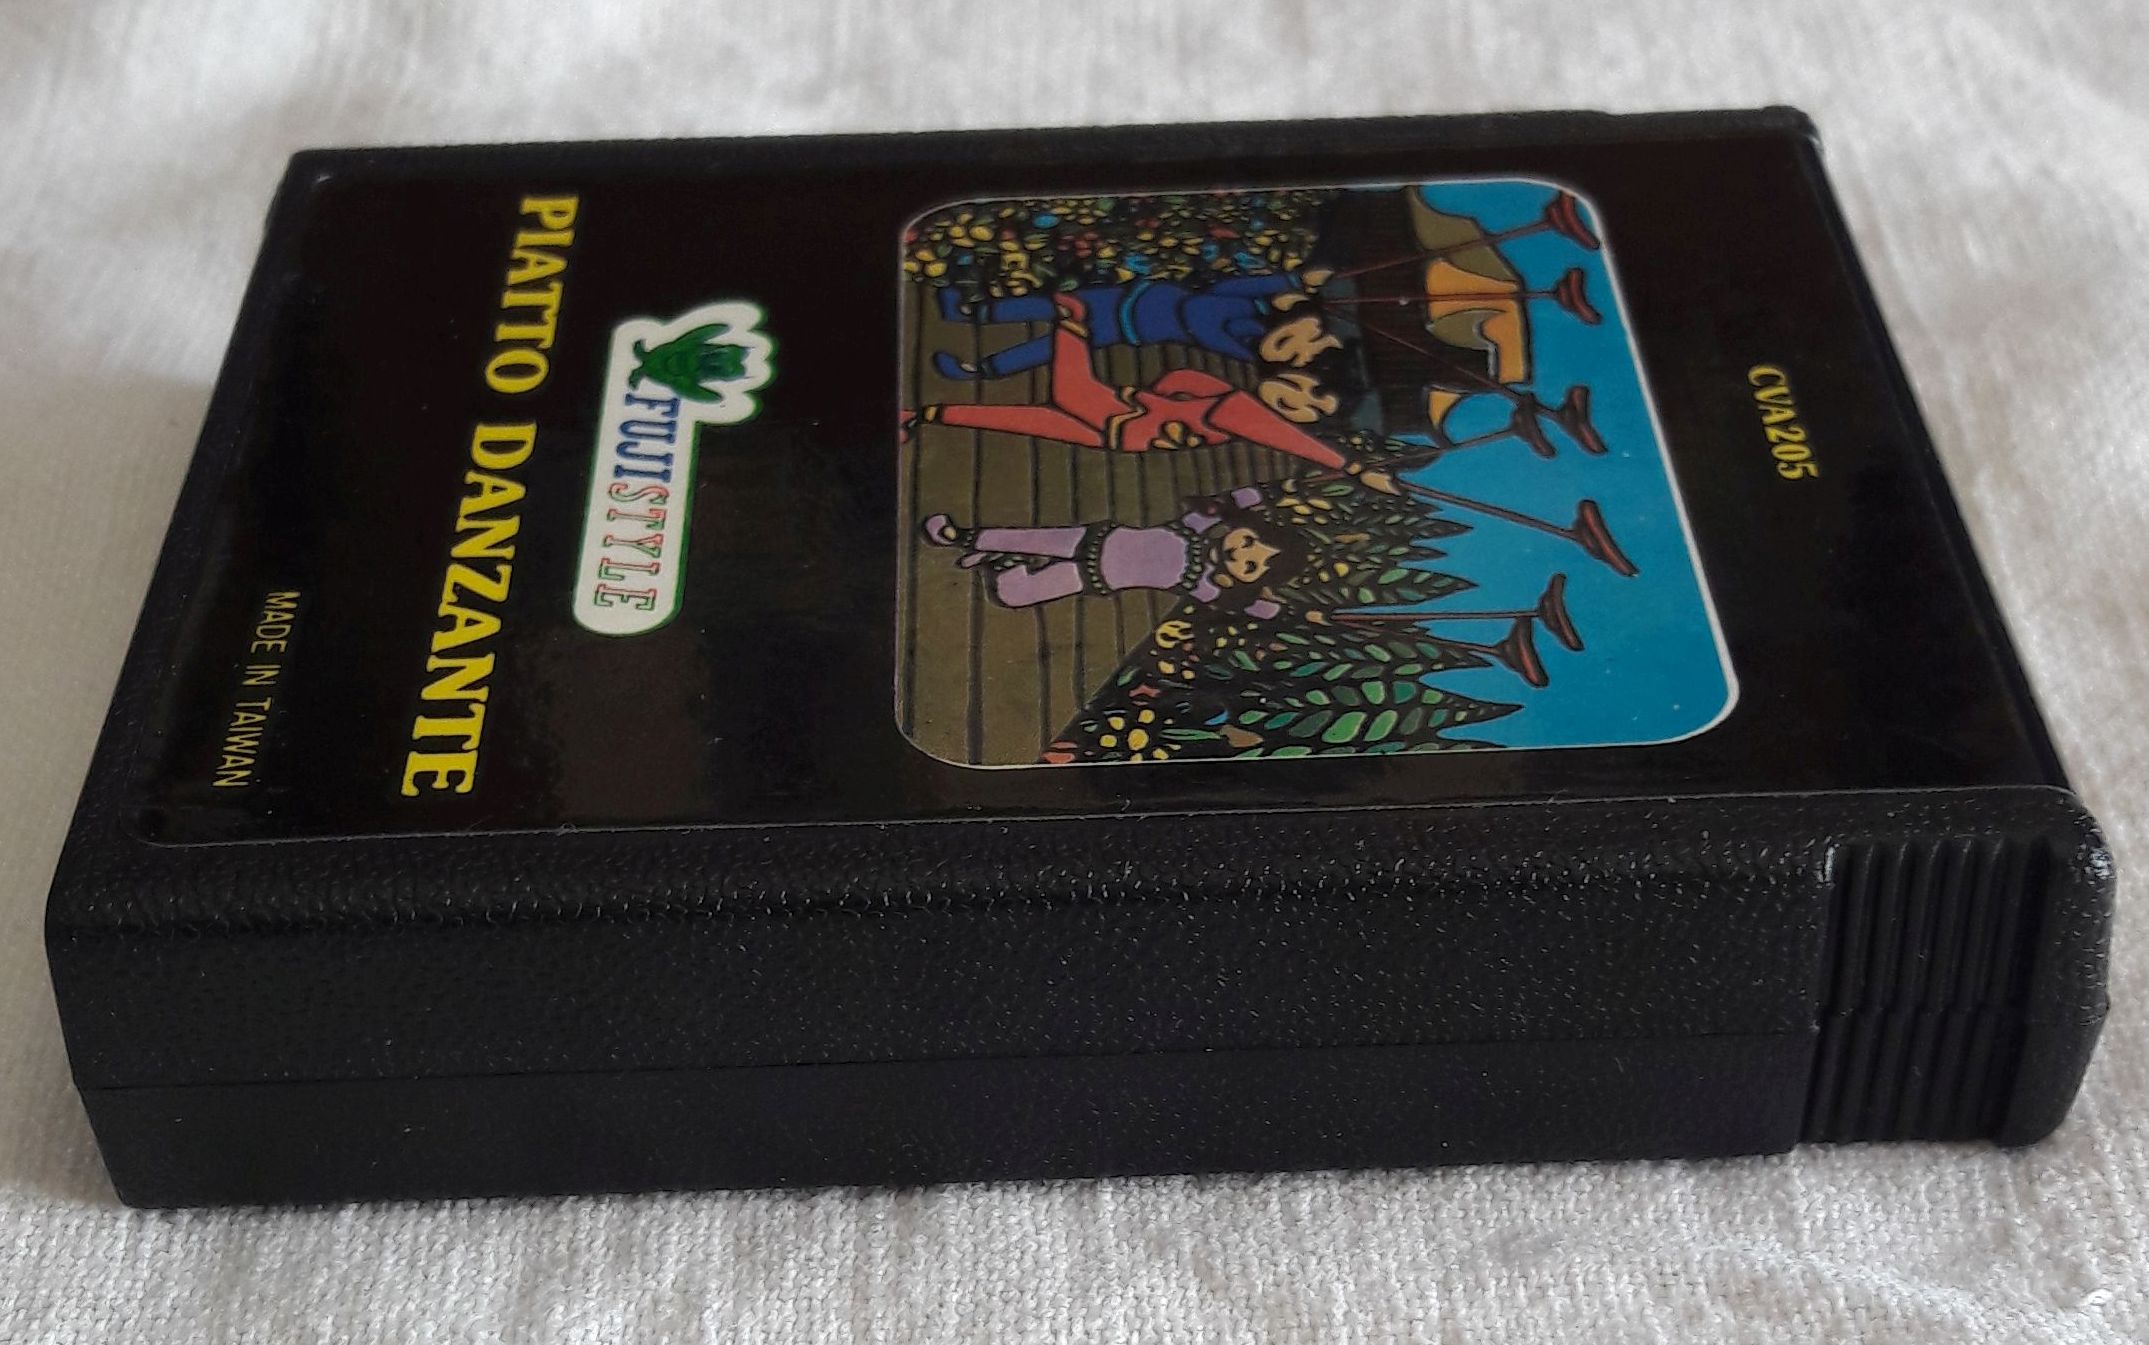 CVA205
FUJISTYLE
PIATTO DANZANTE
MADE IN TAIWAN